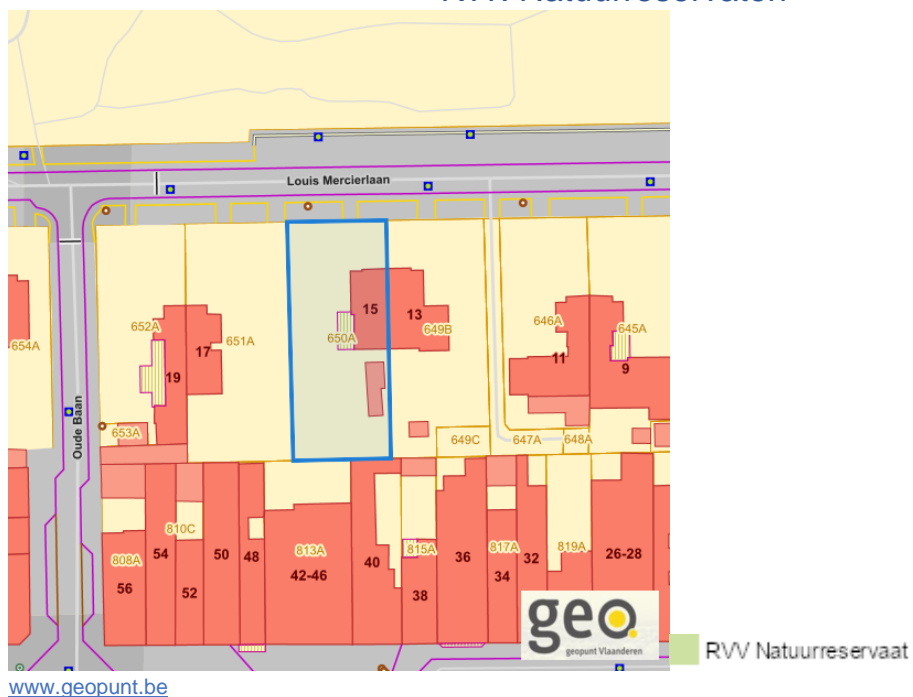 RVV Natuurreservaten
Louis Mercierlaan
Oude Baan
654A
652A
19
17
651A
650A
15
13
649B
646A
11
645A
9
653A
649C
647A
648A
808A
56
54
810C
52
50
48
813A
42-46
40
815A
38
36
817A
34
32
819A
26-28
geo
geopunt Vlaanderen
RVV Natuurreservaat
www.geopunt.be